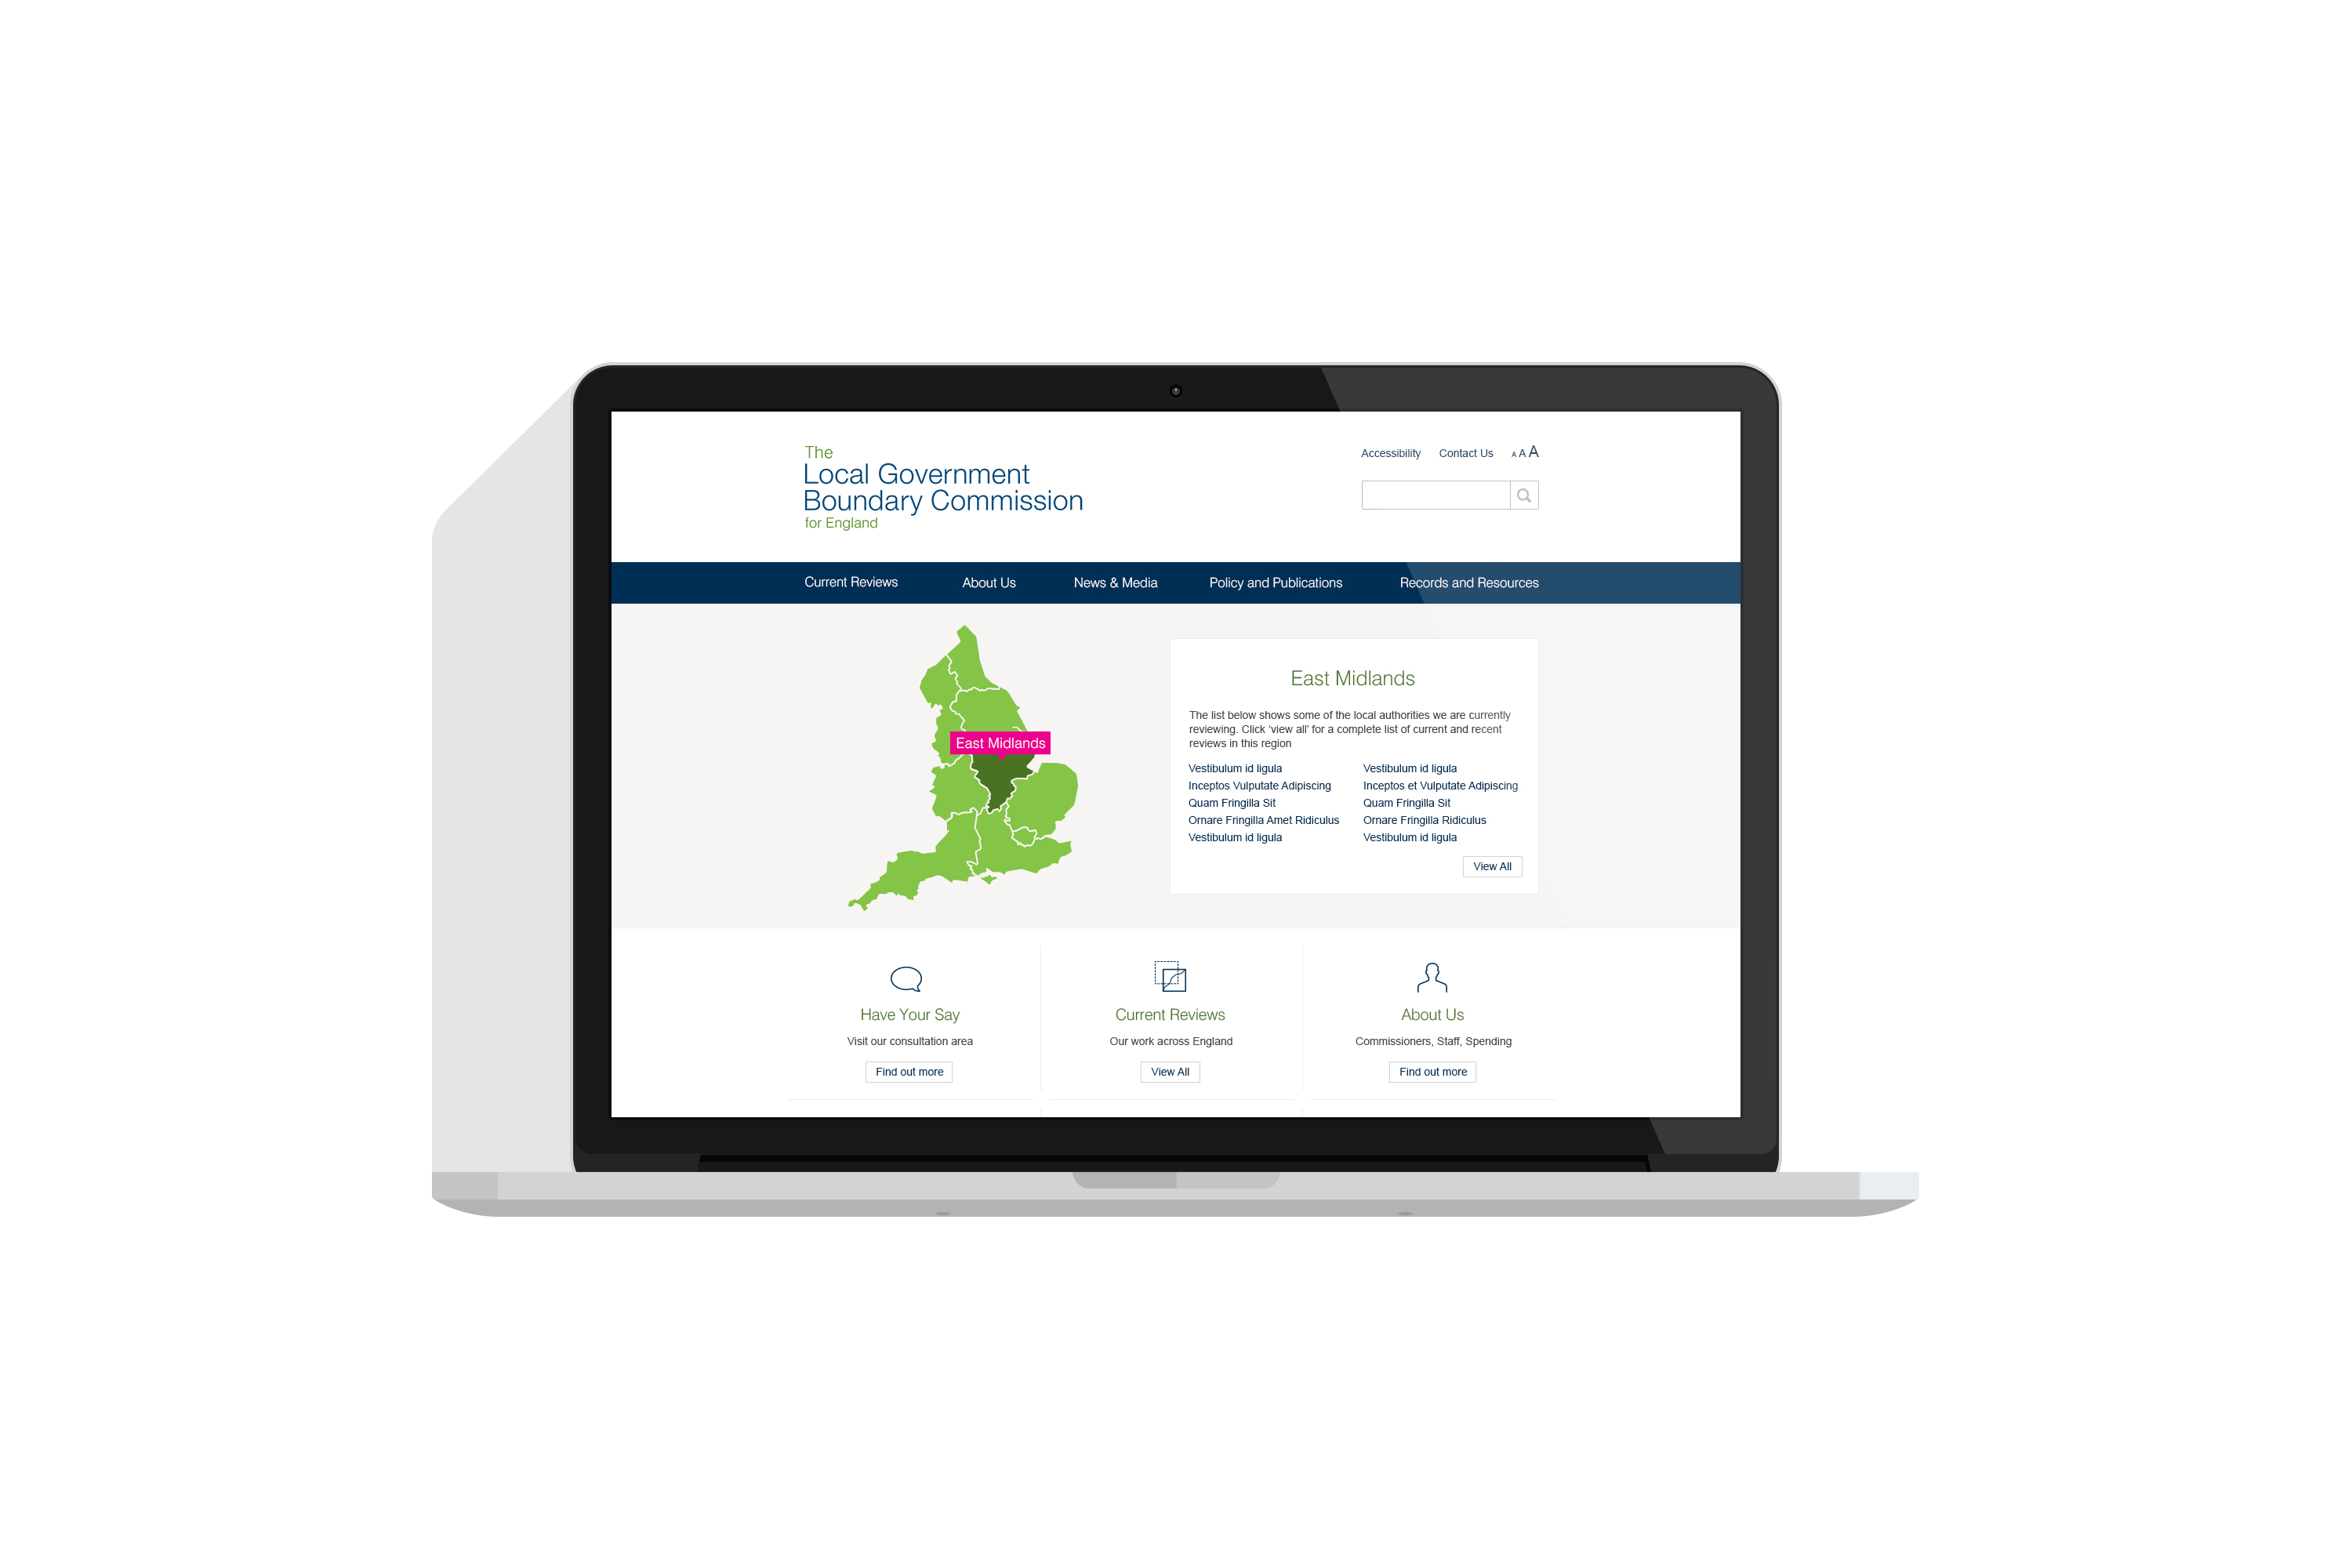 The
Local Government
Boundary Commission
for England
Accessibility Contact Us A A A
Current Reviews About Us News & Media Policy and Publications Records and Resources
East Midlands
East Midlands
The list below shows some of the local authorities we are currently
reviewing. Click ‘view all’ for a complete list of current and recent
reviews in this region
Vestibulum id ligula Vestibulum id ligula
Inceptos Vulputate Adipiscing Inceptos et Vulputate Adipiscing
Quam Fringilla Sit Quam Fringilla Sit
Ornare Fringilla Amet Ridiculus Ornare Fringilla Ridiculus
Vestibulum id ligula Vestibulum id ligula
View All
Have Your Say
Visit our consultation area
Find out more
Current Reviews
Our work across England
View All
About Us
Commissioners, Staff, Spending
Find out more